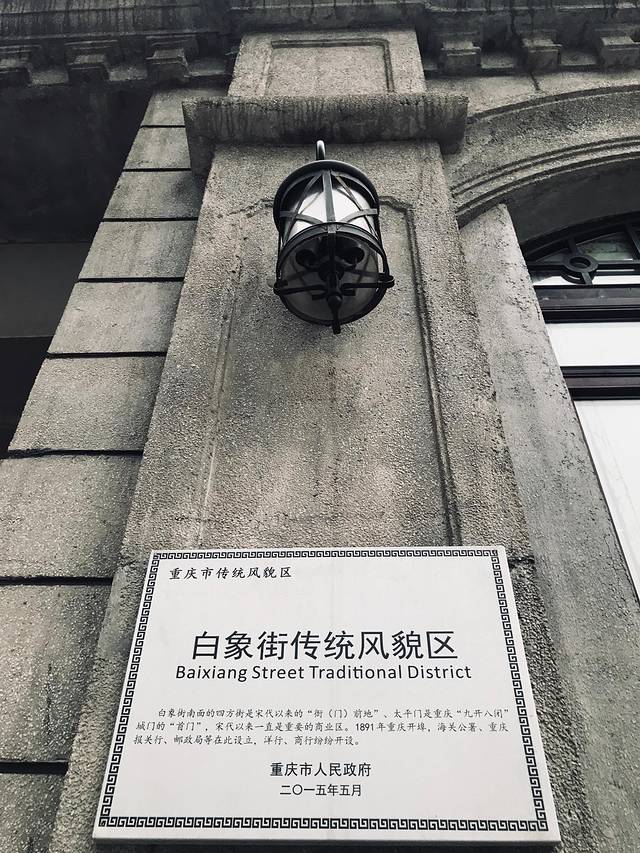 重庆市传统风貌区
白象街传统风貌区
Baixiang Street Traditional District
白象街南面的四方街是宋代以来的“衙（门）前地”、太平门是重庆“九开八闭”
城门的“首门”，宋代以来一直是重要的商业区。1891年重庆开埠，海关公署、重庆
报关行、邮政局等在此设立，洋行、商行纷纷开设。
重庆市人民政府
二〇一五年五月